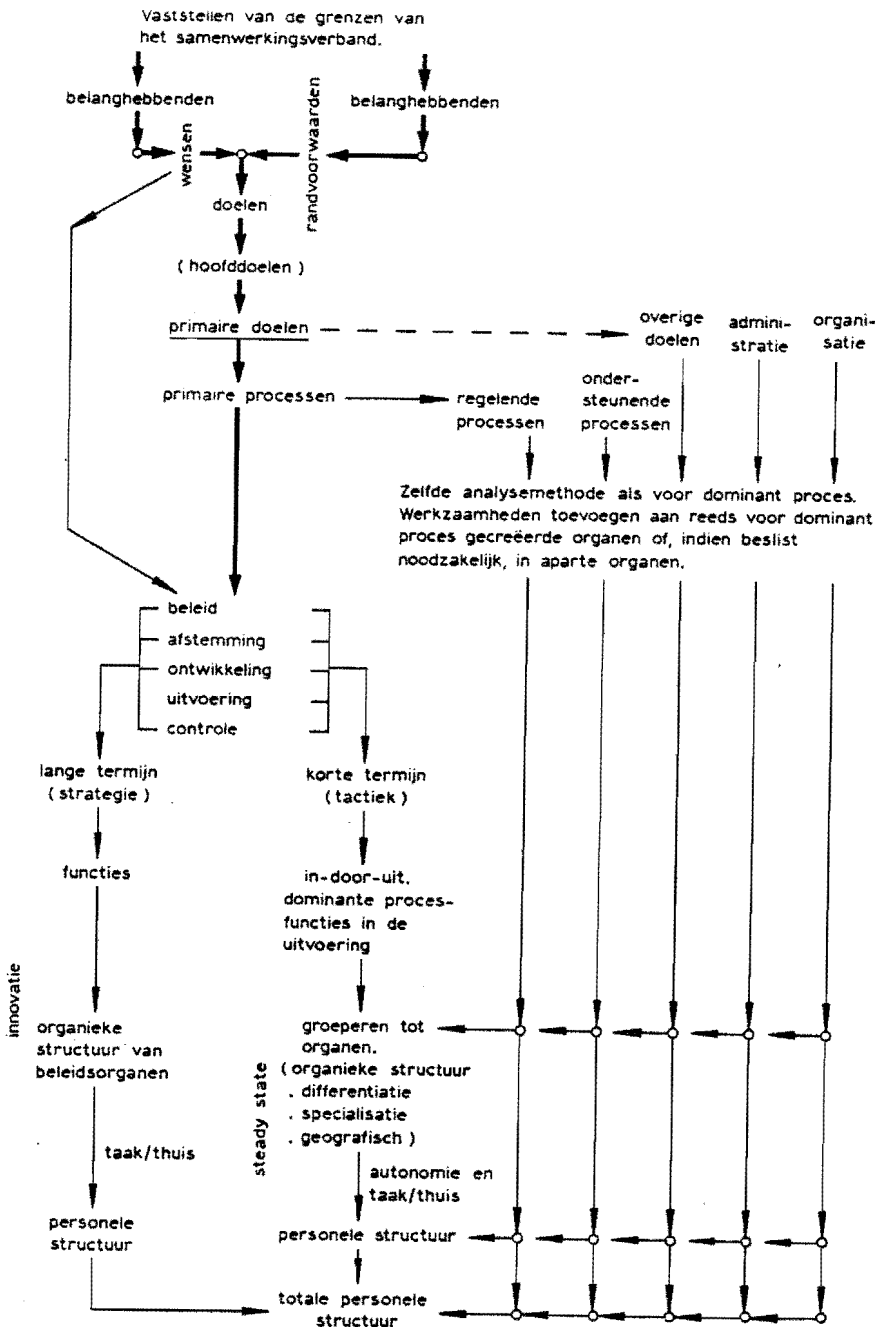 Vaststellen van de grenzen van
het samenwerkingsverband.
belanghebbenden
belanghebbenden
wensen
randvoorwaarden
doelen
( hoofddoelen )
primaire doelen
overige
doelen
admini-
stratie
organi-
satie
primaire processen
regelende
processen
onder-
steunende
processen
Zelfde analysemethode als voor dominant proces.
Werkzaamheden toevoegen aan reeds voor dominant
proces gecreëerde organen of, indien beslist
noodzakelijk, in aparte organen.
beleid
afstemming
ontwikkeling
uitvoering
controle
lange termijn
( strategie )
korte termijn
( tactiek )
functies
in-door-uit.
dominante proces-
functies in de
uitvoering
innovatie
organieke
structuur van
beleidsorganen
steady state
groeperen tot
organen.
( organieke structuur
. differentiatie
. specialisatie
. geografisch )
taak/thuis
autonomie en
taak/thuis
personele
structuur
personele structuur
totale personele
structuur